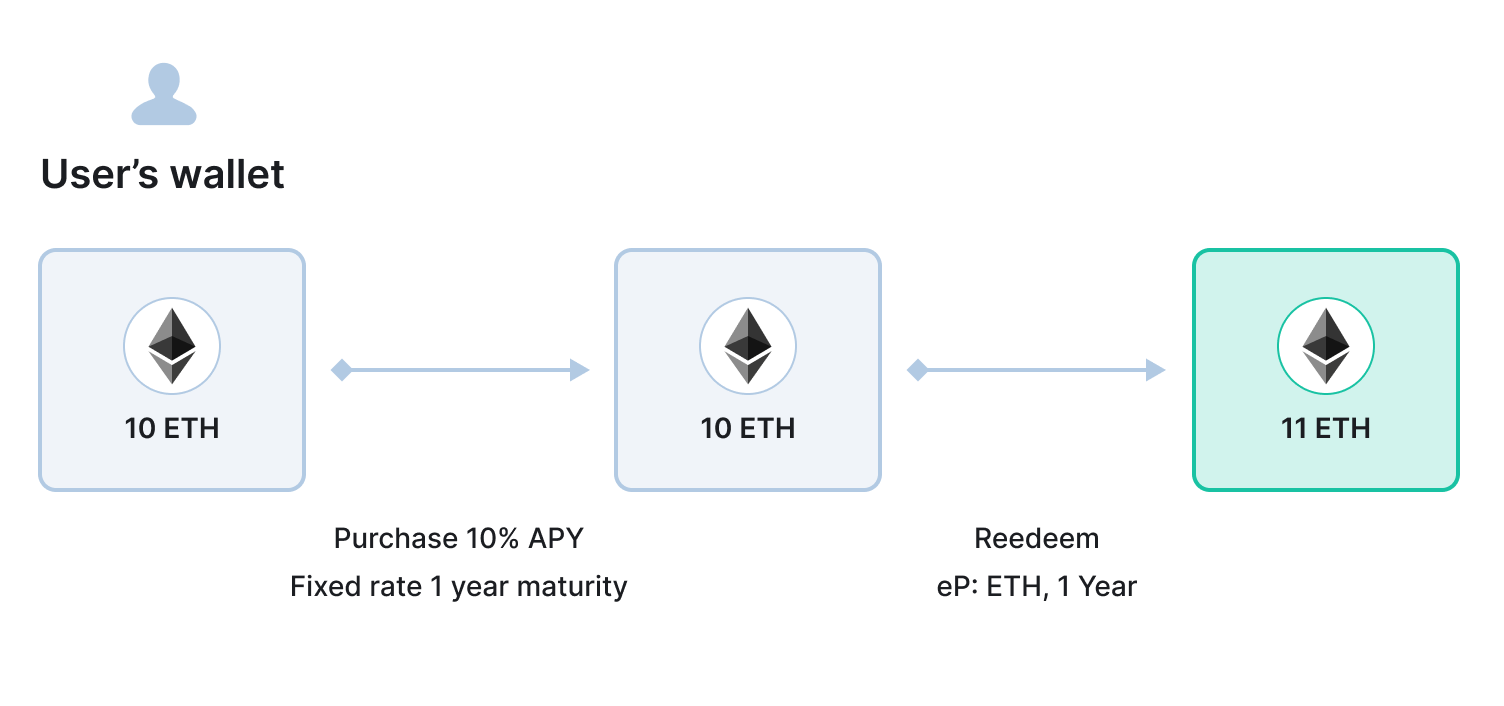 User’s wallet
10 ETH
10 ETH
11 ETH
Purchase 10% APY
Fixed rate 1 year maturity
Reedeem
eP: ETH, 1 Year